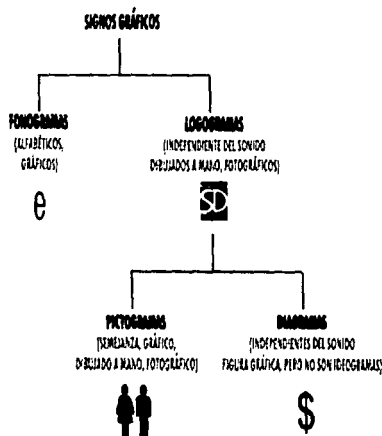 SIGNOS GRÁFICOS
FONOGRAMAS
(ALFABÉTICOS,
GRÁFICOS)
e
LOGOGRAMAS
(INDEPENDIENTE DEL SONIDO
DIBUJADOS A MANO, FOTOGRÁFICOS)
SD
PICTOGRAMAS
(SEMEJANZA, GRÁFICO,
DIBUJADO A MANO, FOTOGRÁFICO)
DIAGRAMAS
(INDEPENDIENTES DEL SONIDO
FIGURA GRÁFICA, PERO NO SON IDEOGRAMAS)
$